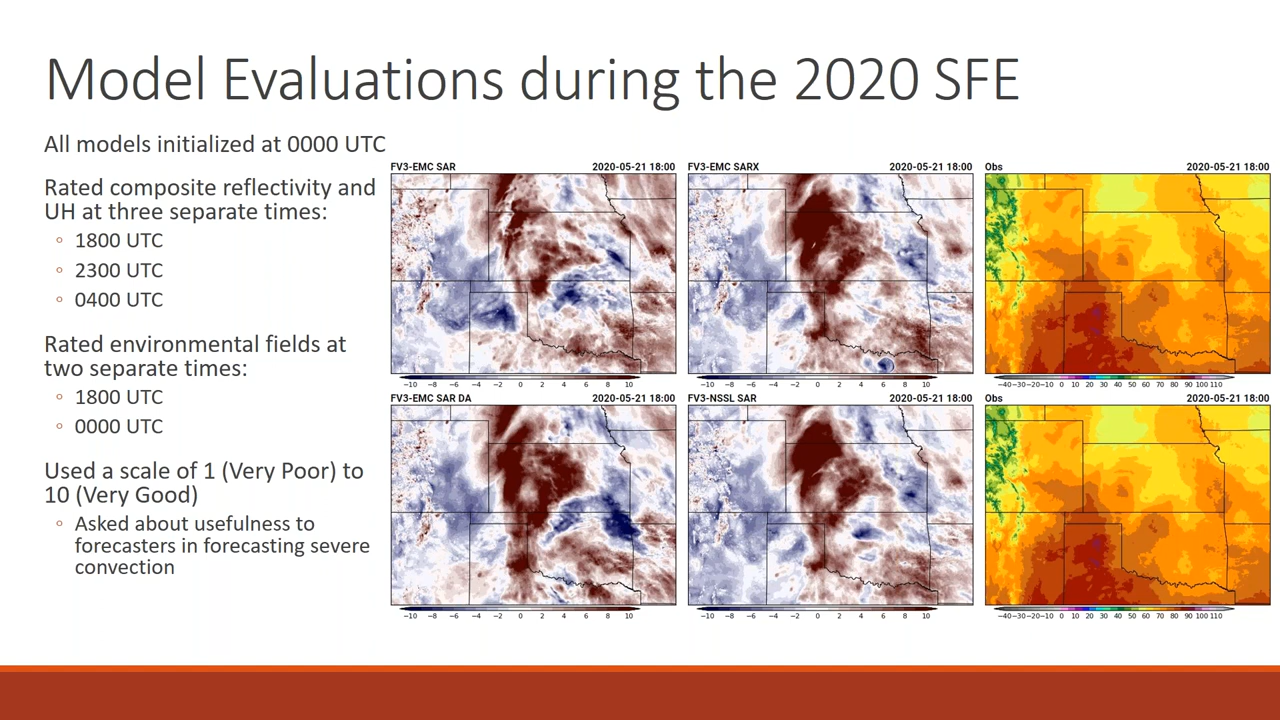 Model Evaluations during the 2020 SFE
All models initialized at 0000 UTC
Rated composite reflectivity and
UH at three separate times:
◦ 1800 UTC
◦ 2300 UTC
◦ 0400 UTC
Rated environmental fields at
two separate times:
◦ 1800 UTC
◦ 0000 UTC
Used a scale of 1 (Very Poor) to
10 (Very Good)
◦ Asked about usefulness to
forecasters in forecasting severe
convection
FV3-EMC SAR 2020-05-21 18:00
−10 −8 −6 −4 −2 0 2 4 6 8 10
FV3-EMC SARX 2020-05-21 18:00
−10 −8 −6 −4 −2 0 2 4 6 8 10
Obs 2020-05-21 18:00
−40−30−20−10 0 10 20 30 40 50 60 70 80 90 100 110
FV3-EMC SAR DA 2020-05-21 18:00
−10 −8 −6 −4 −2 0 2 4 6 8 10
FV3-NSSL SAR 2020-05-21 18:00
−10 −8 −6 −4 −2 0 2 4 6 8 10
Obs 2020-05-21 18:00
−40−30−20−10 0 10 20 30 40 50 60 70 80 90 100 110